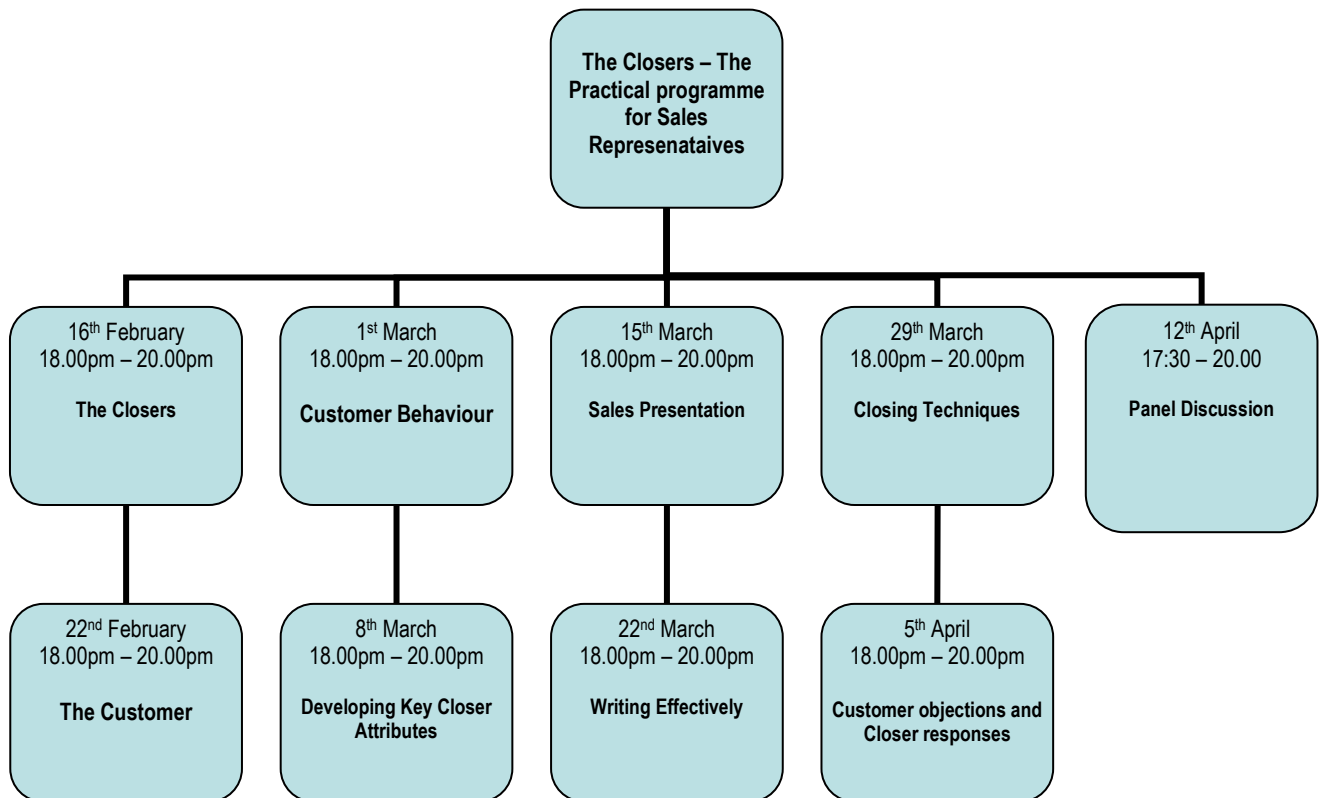 The Closers – The
Practical programme
for Sales
Represenataives
16th February
18.00pm – 20.00pm
The Closers
1st March
18.00pm – 20.00pm
Customer Behaviour
15th March
18.00pm – 20.00pm
Sales Presentation
29th March
18.00pm – 20.00pm
Closing Techniques
12th April
17:30 – 20.00
Panel Discussion
22nd February
18.00pm – 20.00pm
The Customer
8th March
18.00pm – 20.00pm
Developing Key Closer
Attributes
22nd March
18.00pm – 20.00pm
Writing Effectively
5th April
18.00pm – 20.00pm
Customer objections and
Closer responses